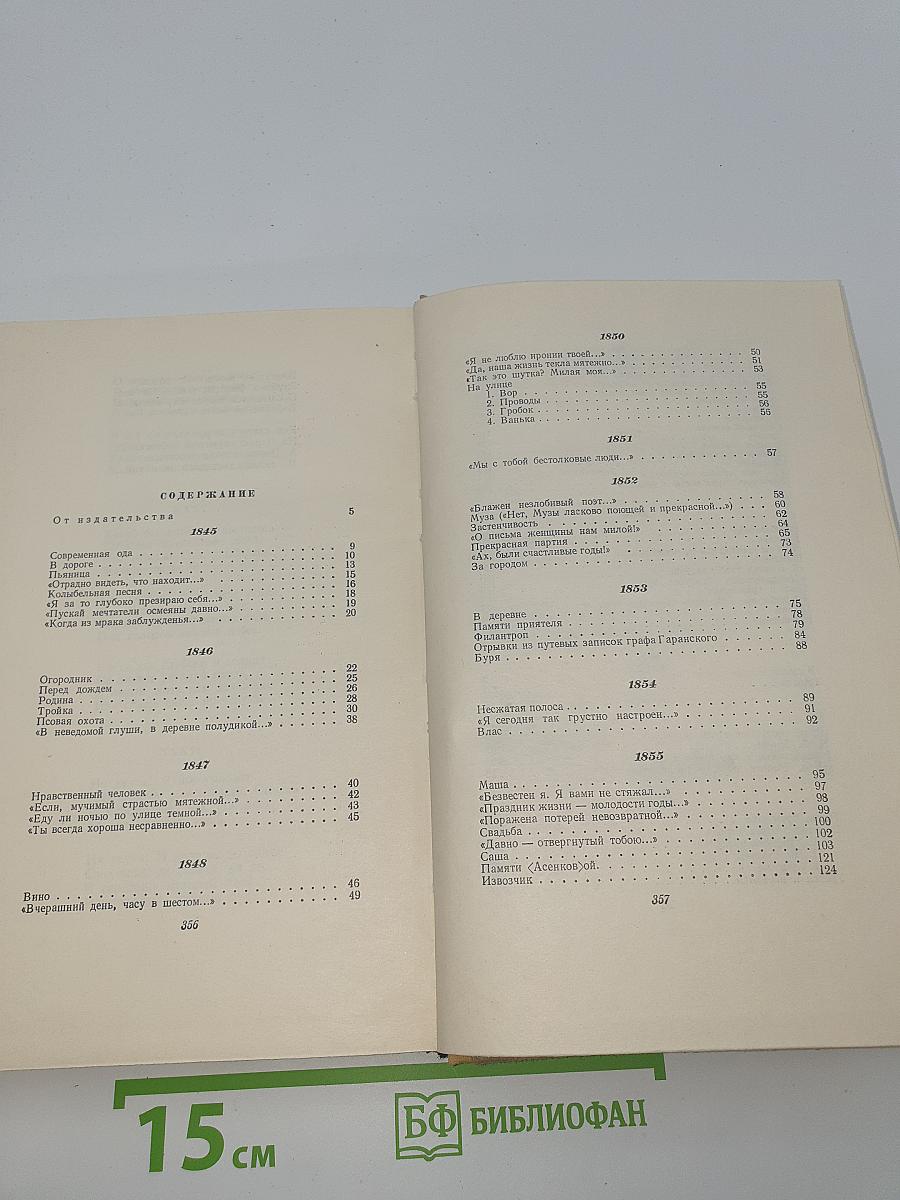 СОДЕРЖАНИЕ
От издательства 5
1845
Современная ода . . . . . . . . . . . . . . . . . . 9
В дороге . . . . . . . . . . . . . . . . . . 10
Пьяница . . . . . . . . . . . . . . . . . . 13
«Отрадно видеть, что находит...» . . . . . . . . . . . . 15
Колыбельная песня . . . . . . . . . . . . . . . . 16
«Я за то глубоко презираю себя...» . . . . . . . . . . 18
«Пускай мечтатели осмеяны давно...» . . . . . . . . . . 19
«Когда из мрака заблужденья...» . . . . . . . . . . 20
1846
Огородник . . . . . . . . . . . . . . . . . . 22
Перед дождем . . . . . . . . . . . . . . . . . . 25
Родина . . . . . . . . . . . . . . . . . . 26
Тройка . . . . . . . . . . . . . . . . . . 28
Псовая охота . . . . . . . . . . . . . . . . . . 30
«В неведомой глуши, в деревне полудикой...» . . . . . . 38
1847
Нравственный человек . . . . . . . . . . . . . . . . 40
«Если, мучимый страстью мятежной...» . . . . . . . . . . 42
«Еду ли ночью по улице темной...» . . . . . . . . . . 43
«Ты всегда хороша несравненно...» . . . . . . . . . . 45
1848
Вино . . . . . . . . . . . . . . . . . . 46
«Вчерашний день, часу в шестом...» . . . . . . . . . . 49
356
1850
«Я не люблю иронии твоей...» . . . . . . . . . . 50
«Да, наша жизнь текла мятежно...» . . . . . . . . . . 51
«Так это шутка? Милая моя...» . . . . . . . . . . 53
На улице
1. Вор . . . . . . . . . . . . . . . . . . 55
2. Проводы . . . . . . . . . . . . . . . . . . 55
3. Гробок . . . . . . . . . . . . . . . . . . 56
4. Ванька . . . . . . . . . . . . . . . . . . 56
1851
«Мы с тобой бестолковые люди...» . . . . . . . . . . 57
1852
«Блажен незлобивый поэт...» . . . . . . . . . . 58
Муза («Нет, Музы ласково поющей и прекрасной...») . . . 60
Застенчивость . . . . . . . . . . . . . . . . . . 62
«О письма женщины нам милой!» . . . . . . . . . . 64
Прекрасная партия . . . . . . . . . . . . . . . . 65
«Ах, были счастливые годы!» . . . . . . . . . . 73
За городом . . . . . . . . . . . . . . . . . . 74
1853
В деревне . . . . . . . . . . . . . . . . . . 75
Памяти приятеля . . . . . . . . . . . . . . . . 78
Филантроп . . . . . . . . . . . . . . . . . . 79
Отрывки из путевых записок графа Гаранского . . . . . . 84
Буря . . . . . . . . . . . . . . . . . . 88
1854
Несжатая полоса . . . . . . . . . . . . . . . . 89
«Я сегодня так грустно настроен...» . . . . . . . . . . 91
Влас . . . . . . . . . . . . . . . . . . 92
1855
Маша . . . . . . . . . . . . . . . . . . 95
«Безвестен я. Я вами не стяжал...» . . . . . . . . . . 97
«Праздник жизни — молодости годы...» . . . . . . . . . . 98
«Поражена потерей невозвратной...» . . . . . . . . . . 99
Свадьба . . . . . . . . . . . . . . . . . . 100
«Давно — отвергнутый тобою...» . . . . . . . . . . 102
Саша . . . . . . . . . . . . . . . . . . 103
Памяти ⟨Асенков⟩ой. . . . . . . . . . . . . . . . . 121
Извозчик . . . . . . . . . . . . . . . . . . 124
357
15 см
БФ БИБЛИОФАН